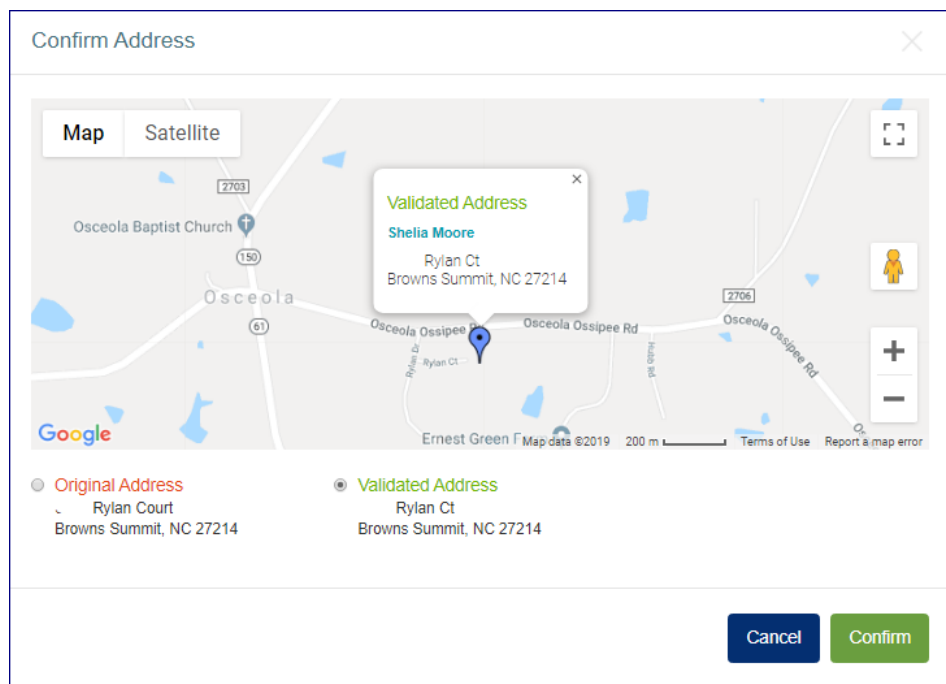 Confirm Address
Map
Satellite
2703
Osceola Baptist Church
150
Osceola
61
Validated Address
Shelia Moore
Rylan Ct
Browns Summit, NC 27214
Osceola Ossipee
Osceola Ossipee Rd
2706
Osceola Ossipee Rd
Rylan Dr
Rylan Ct
Hubb Rd
Google
Ernest Green F
Map data ©2019
200 m
Terms of Use
Report a map error
Original Address
Rylan Court
Browns Summit, NC 27214
Validated Address
Rylan Ct
Browns Summit, NC 27214
Cancel
Confirm